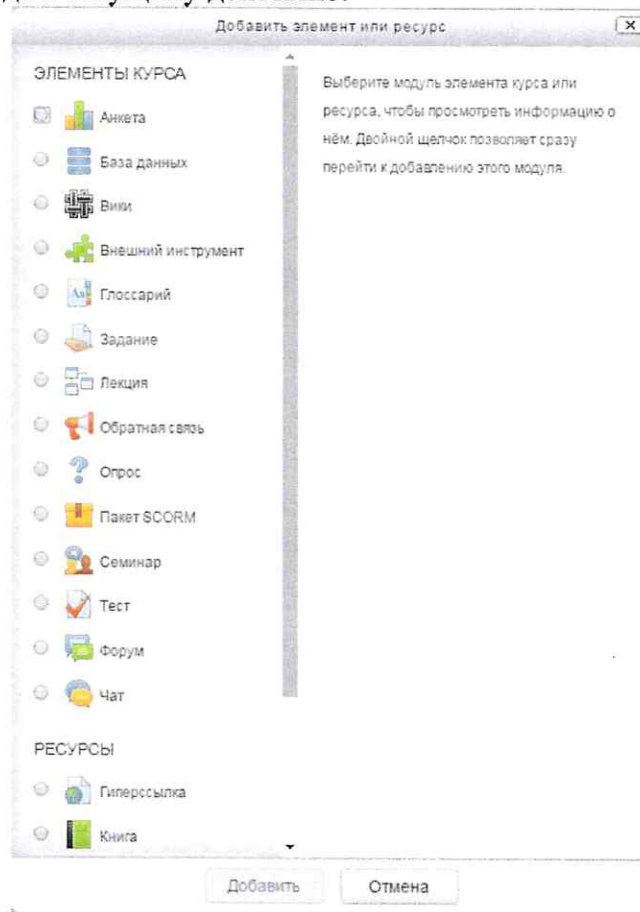 Добавить элемент или ресурс
ЭЛЕМЕНТЫ КУРСА
Анкета
База данных
Вики
Внешний инструмент
Глоссарий
Задание
Лекция
Обратная связь
Опрос
Пакет SCORM
Семинар
Тест
Форум
Чат
РЕСУРСЫ
Гиперссылка
Книга
Выберите модуль элемента курса или
ресурса, чтобы просмотреть информацию о
нём. Двойной щелчок позволяет сразу
перейти к добавлению этого модуля.
Добавить
Отмена